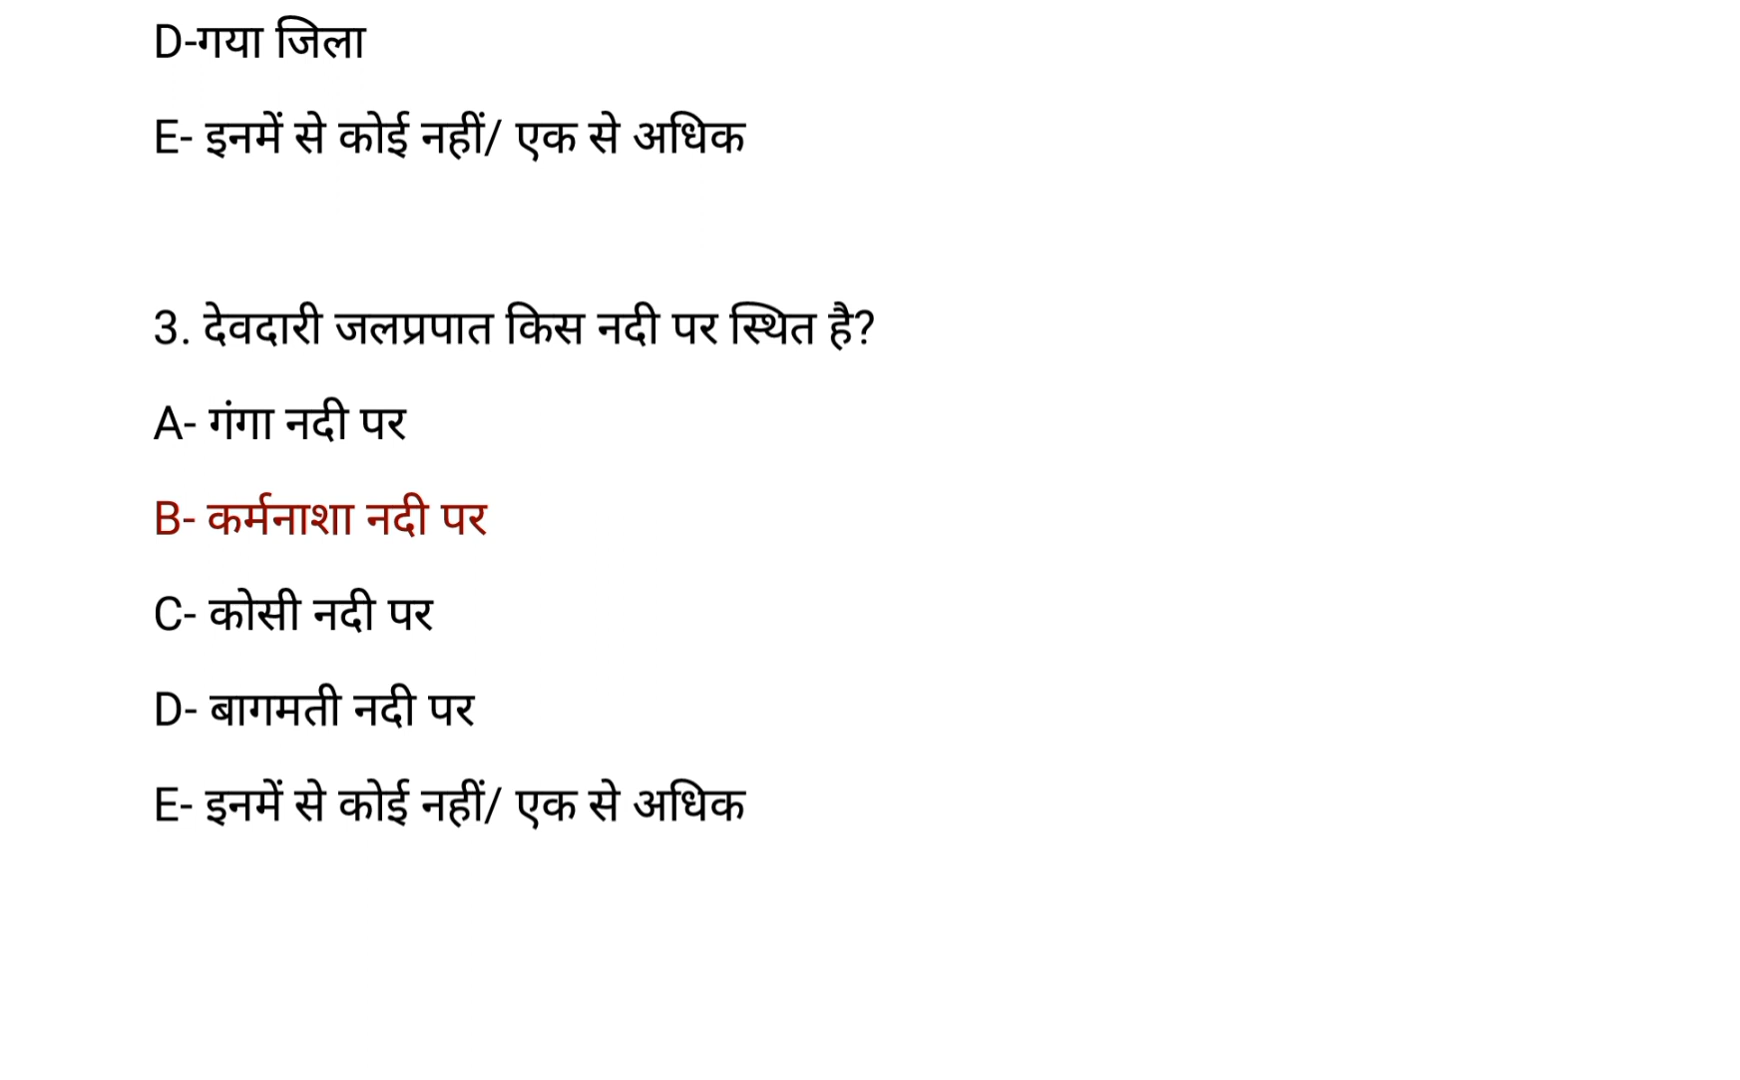 D-गया जिला
E- इनमें से कोई नहीं/ एक से अधिक
3. देवदारी जलप्रपात किस नदी पर स्थित है?
A- गंगा नदी पर
B- कर्मनाशा नदी पर
C- कोसी नदी पर
D- बागमती नदी पर
E- इनमें से कोई नहीं/ एक से अधिक